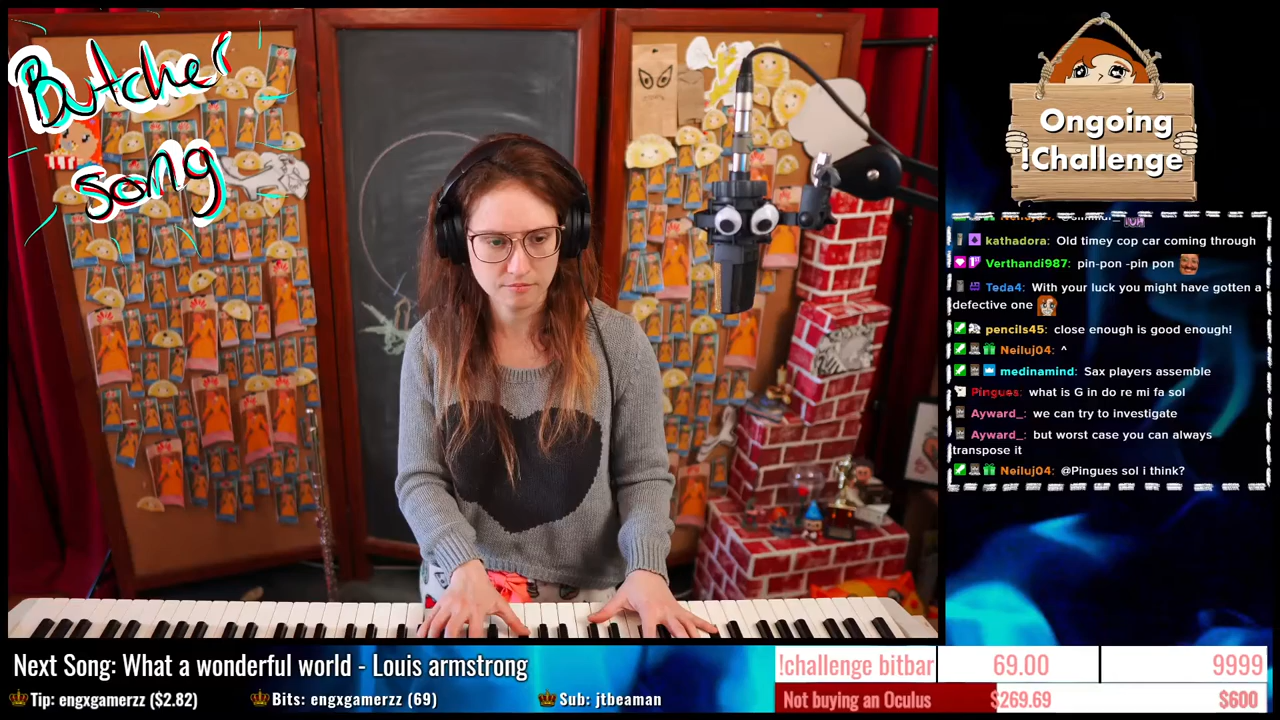 Butcher
song
Ongoing
!Challenge
kathadora: Old timey cop car coming through
Verthandi987: pin-pon -pin pon
Teda4: With your luck you might have gotten a
defective one
pencils45: close enough is good enough!
Neiluj04: ^
medinamind: Sax players assemble
Pingues: what is G in do re mi fa sol
Ayward_: we can try to investigate
Ayward_: but worst case you can always
transpose it
Neiluj04: @Pingues sol i think?
Next Song: What a wonderful world - Louis armstrong
!challenge bitbar 69.00 9999
Tip: engxgamerzz ($2.82) Bits: engxgamerzz (69) Sub: jtbeaman
Not buying an Oculus $269.69 $600